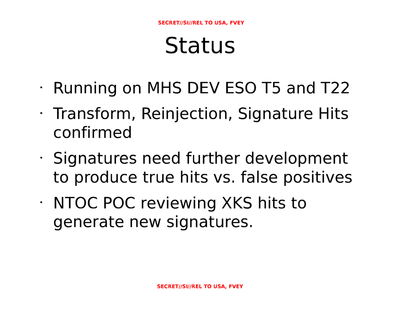 SECRET//SI//REL TO USA, FVEY
Status
· Running on MHS DEV ESO T5 and T22
· Transform, Reinjection, Signature Hits
confirmed
· Signatures need further development
to produce true hits vs. false positives
· NTOC POC reviewing XKS hits to
generate new signatures.
SECRET//SI//REL TO USA, FVEY